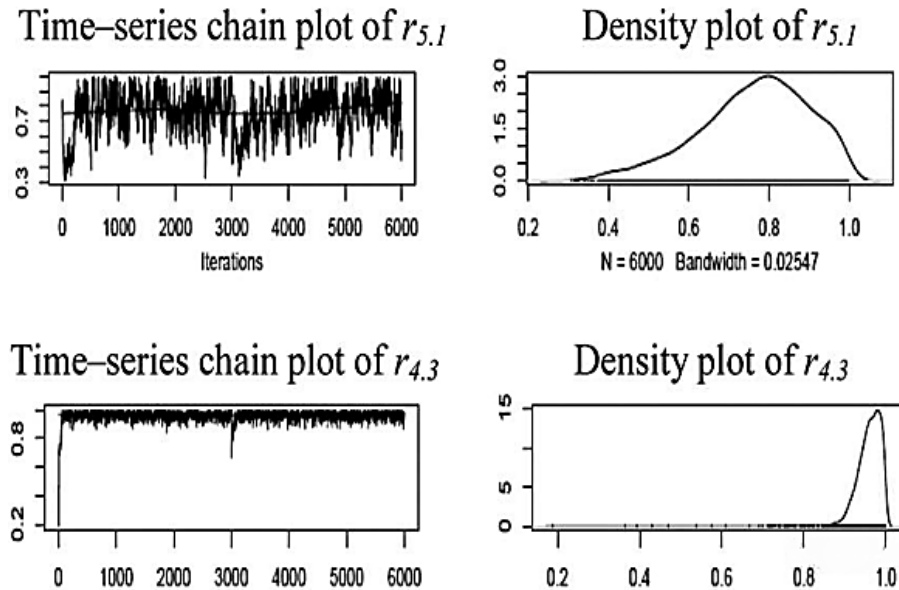 Time–series chain plot of r5.1
Density plot of r5.1
0.3 0.7
0 1000 2000 3000 4000 5000 6000
Iterations
0.0 1.5 3.0
0.2 0.4 0.6 0.8 1.0
N = 6000 Bandwidth = 0.02547
Time–series chain plot of r4.3
Density plot of r4.3
0.2 0.8
0 1000 2000 3000 4000 5000 6000
0 5 15
0.2 0.4 0.6 0.8 1.0